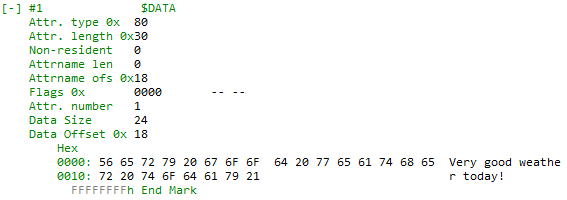 [-] #1 $DATA
Attr. type 0x 80
Attr. length 0x30
Non-resident 0
Attrname len 0
Attrname ofs 0x18
Flags 0x 0000 -- --
Attr. number 1
Data Size 24
Data Offset 0x 18
Hex
0000: 56 65 72 79 20 67 6F 6F 64 20 77 65 61 74 68 65 Very good weathe
0010: 72 20 74 6F 64 61 79 21 r today!
FFFFFFFFh End Mark